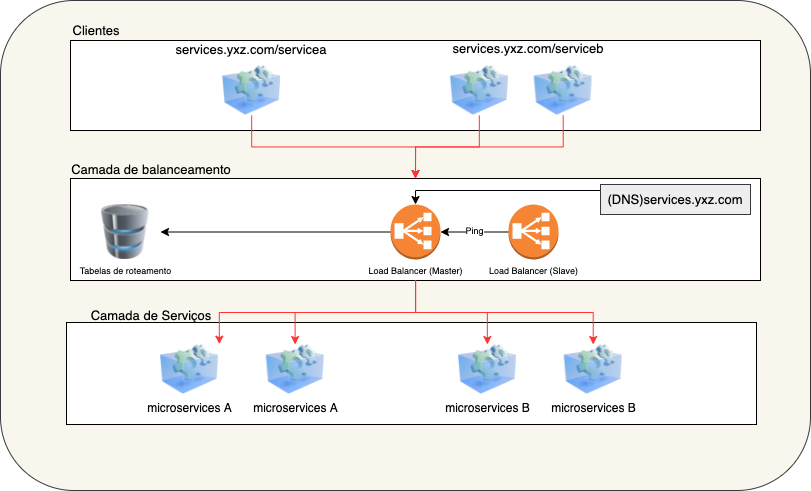 Clientes
services.yxz.com/servicea
services.yxz.com/serviceb
Camada de balanceamento
(DNS)services.yxz.com
Ping
Tabelas de roteamento
Load Balancer (Master)
Load Balancer (Slave)
Camada de Serviços
microservices A
microservices A
microservices B
microservices B